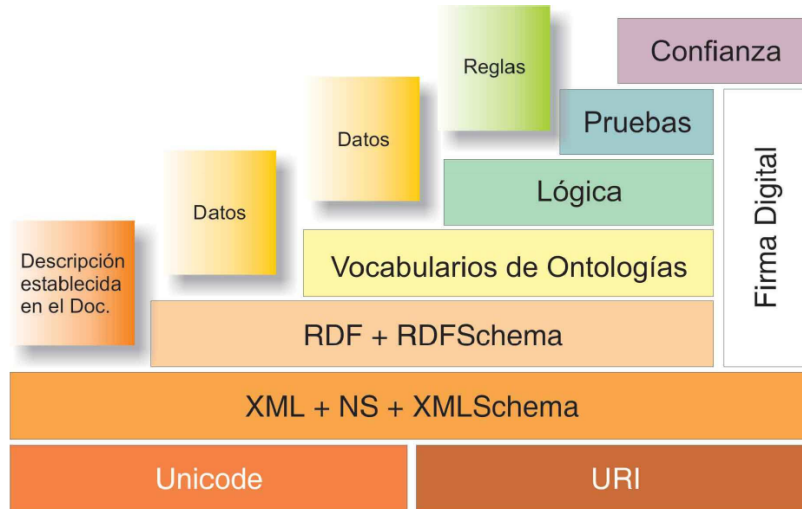 Confianza
Reglas
Pruebas
Datos
Lógica
Datos
Vocabularios de Ontologías
Firma Digital
Descripción
establecida
en el Doc.
RDF + RDFSchema
XML + NS + XMLSchema
Unicode
URI